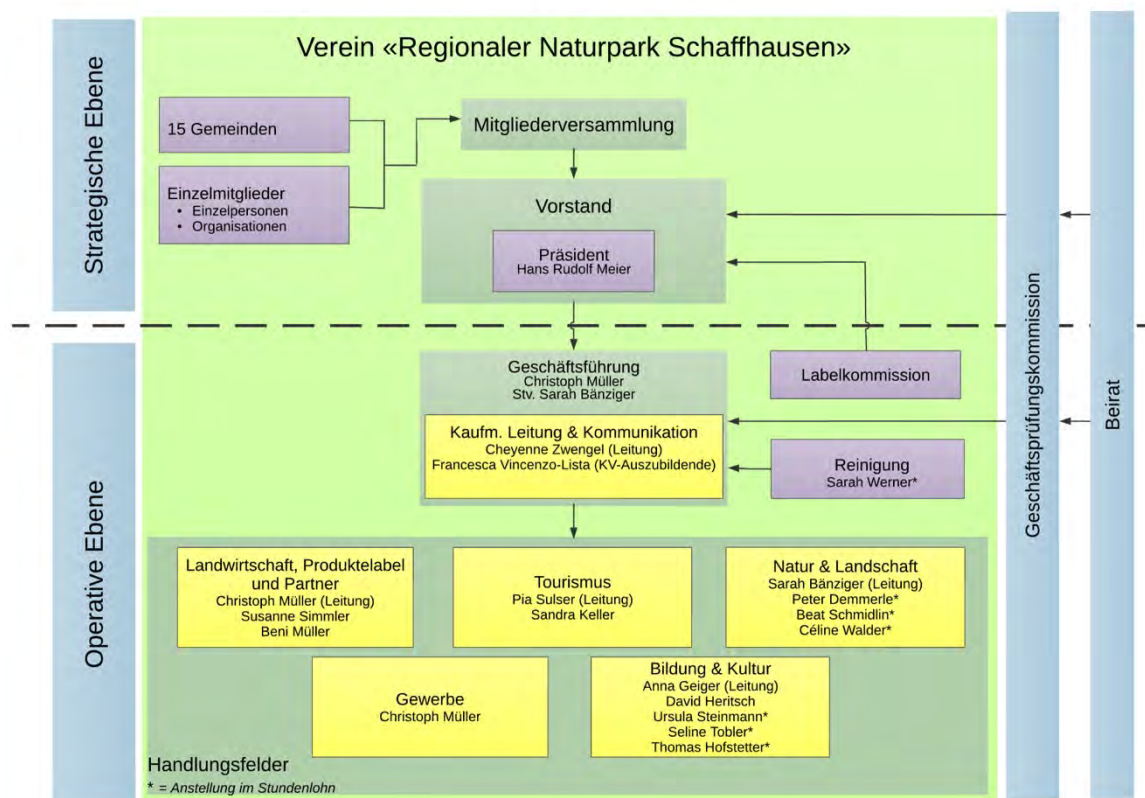 Verein «Regionaler Naturpark Schaffhausen»
Strategische Ebene
15 Gemeinden
Einzelmitglieder
• Einzelpersonen
• Organisationen
Mitgliederversammlung
Vorstand
Präsident
Hans Rudolf Meier
Geschäftsprüfungskommission
Beirat
Operative Ebene
Geschäftsführung
Christoph Müller
Stv. Sarah Bänziger
Kaufm. Leitung & Kommunikation
Cheyenne Zwengel (Leitung)
Francesca Vincenzo-Lista (KV-Auszubildende)
Labelkommission
Reinigung
Sarah Werner*
Landwirtschaft, Produktelabel
und Partner
Christoph Müller (Leitung)
Susanne Simmler
Beni Müller
Tourismus
Pia Sulser (Leitung)
Sandra Keller
Natur & Landschaft
Sarah Bänziger (Leitung)
Peter Demmerle*
Beat Schmidlin*
Céline Walder*
Gewerbe
Christoph Müller
Bildung & Kultur
Anna Geiger (Leitung)
David Heritsch
Ursula Steinmann*
Seline Tobler*
Thomas Hofstetter*
Handlungsfelder
* = Anstellung im Stundenlohn